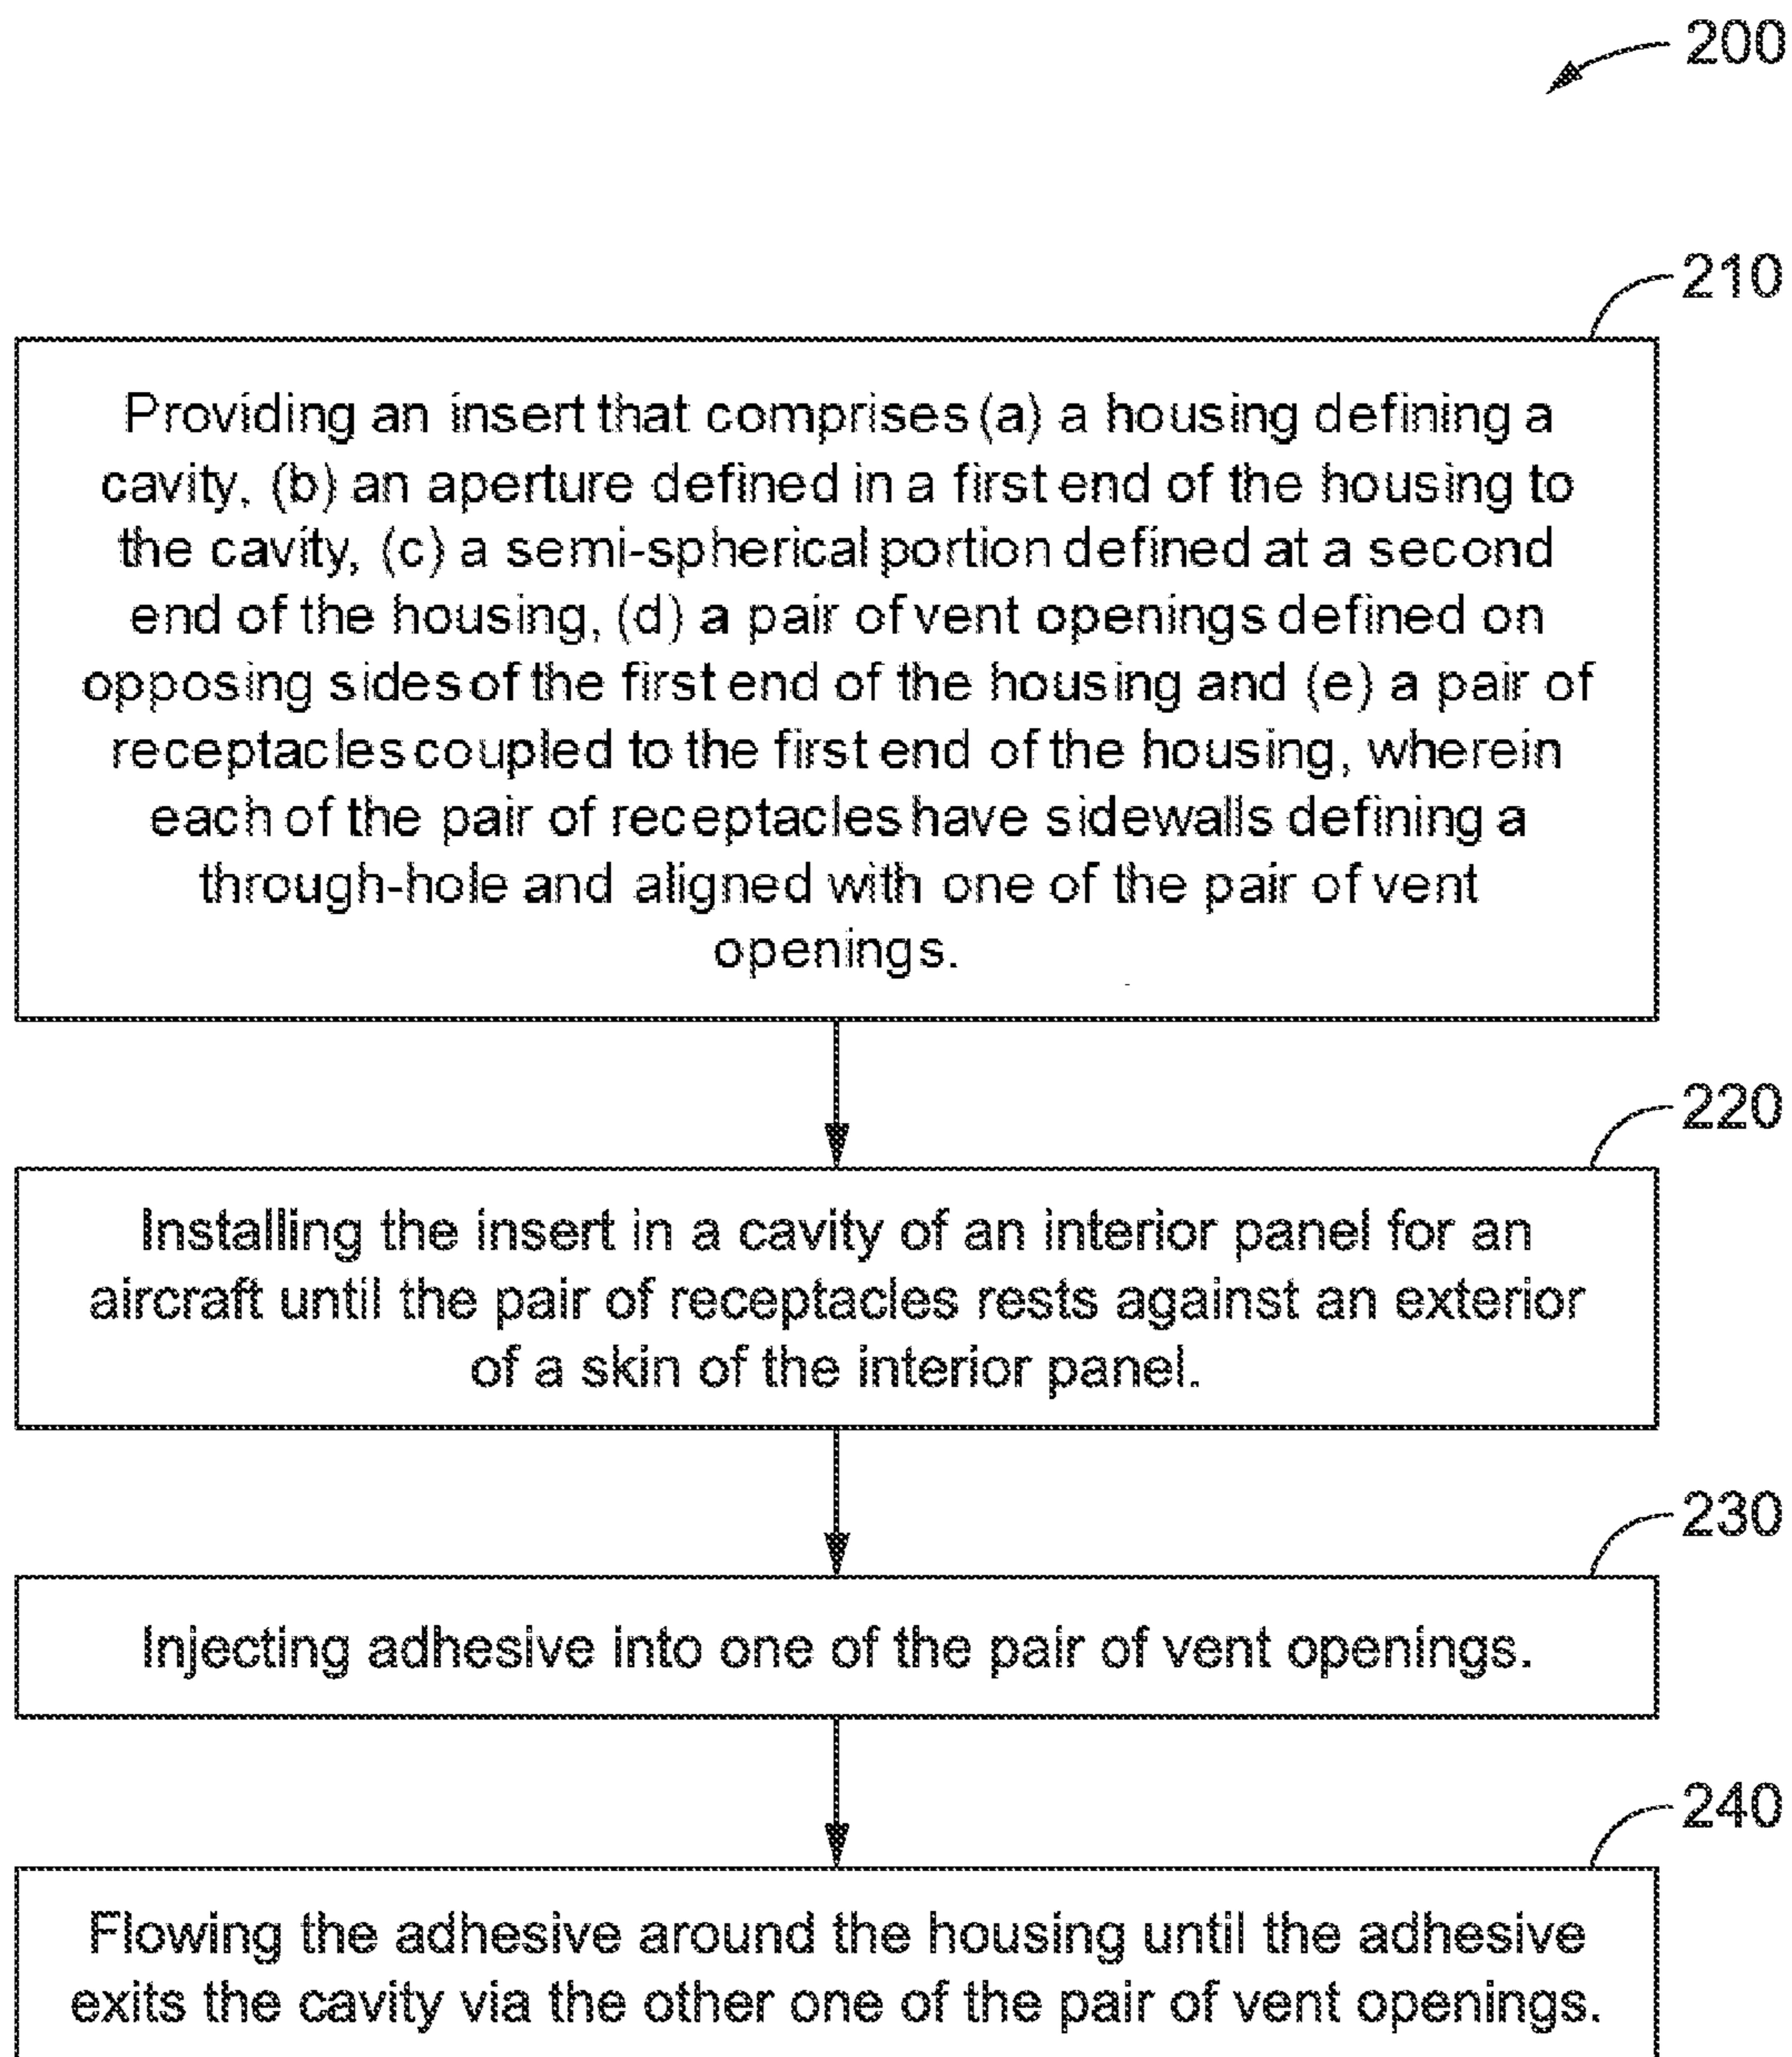 200
210
Providing an insert that comprises (a) a housing defining a
cavity, (b) an aperture defined in a first end of the housing to
the cavity, (c) a semi-spherical portion defined at a second
end of the housing, (d) a pair of vent openings defined on
opposing sides of the first end of the housing and (e) a pair of
receptacles coupled to the first end of the housing, wherein
each of the pair of receptacles have sidewalls defining a
through-hole and aligned with one of the pair of vent
openings.
220
Installing the insert in a cavity of an interior panel for an
aircraft until the pair of receptacles rests against an exterior
of a skin of the interior panel.
230
Injecting adhesive into one of the pair of vent openings.
240
Flowing the adhesive around the housing until the adhesive
exits the cavity via the other one of the pair of vent openings.